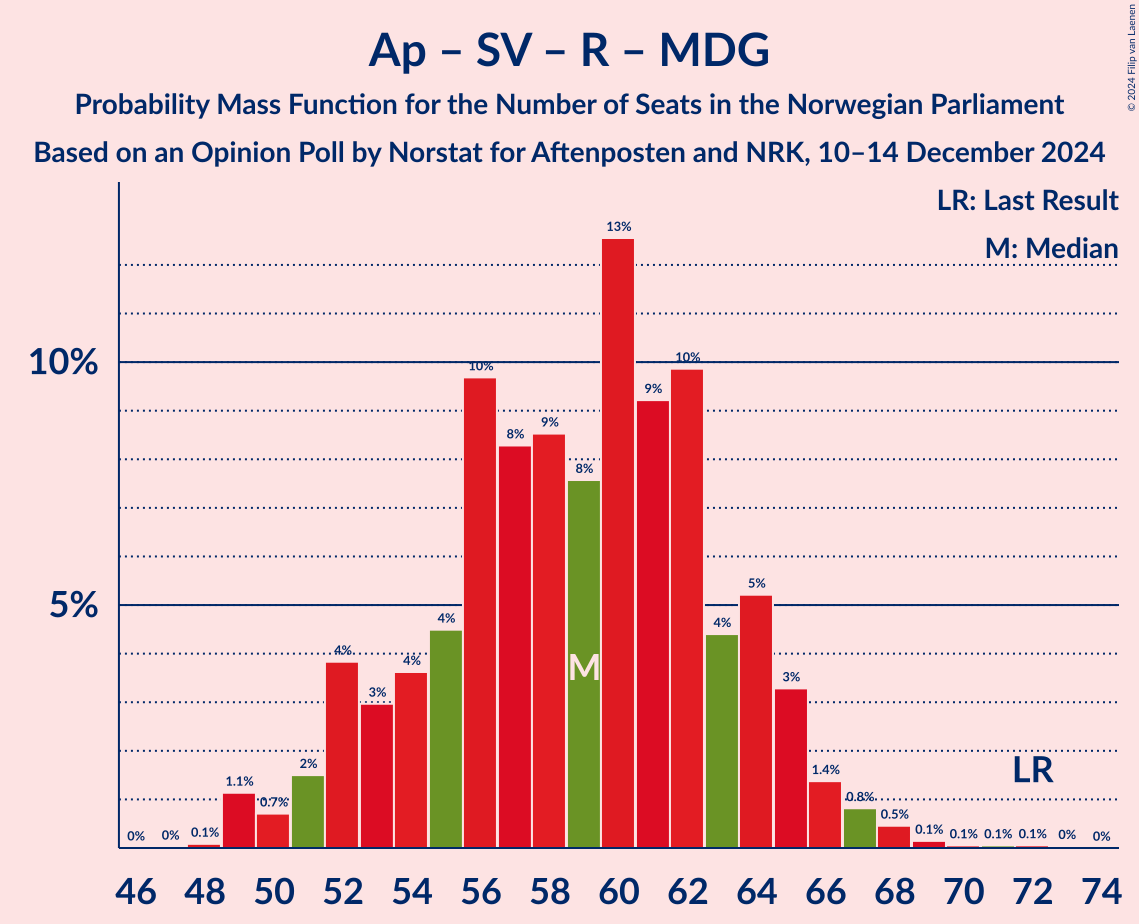 Ap – SV – R – MDG
Probability Mass Function for the Number of Seats in the Norwegian Parliament
Based on an Opinion Poll by Norstat for Aftenposten and NRK, 10–14 December 2024
© 2024 Filip van Laenen
LR: Last Result
M: Median
10%
5%
0% 0% 0.1% 1.1% 0.7% 2% 4% 3% 4% 4% 10% 8% 9% 8% 13% 9% 10% 4% 5% 3% 1.4% 0.8% 0.5% 0.1% 0.1% 0.1% 0.1% 0% 0%
M
LR
46 48 50 52 54 56 58 60 62 64 66 68 70 72 74